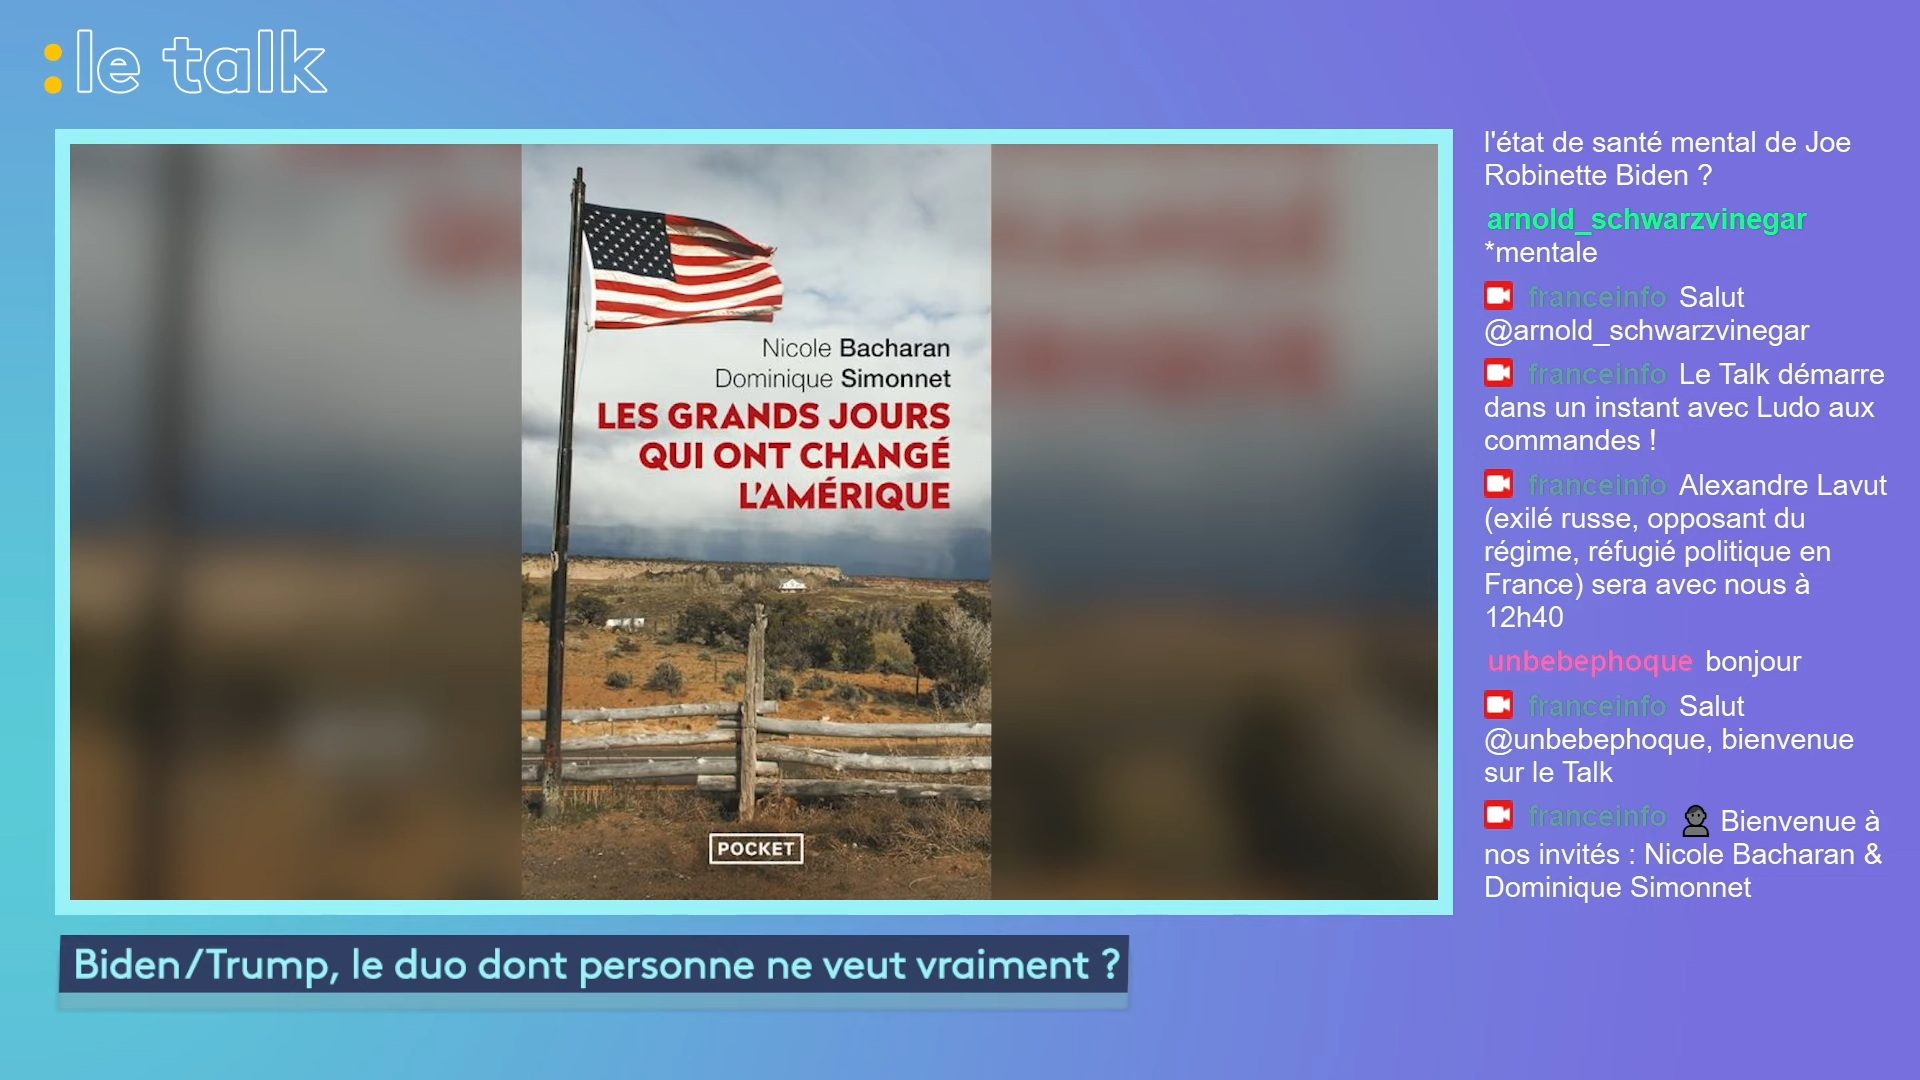 :le talk
Nicole Bacharan
Dominique Simonnet
LES GRANDS JOURS
QUI ONT CHANGÉ
L'AMÉRIQUE
POCKET
Biden/Trump, le duo dont personne ne veut vraiment ?
l'état de santé mental de Joe
Robinette Biden ?
arnold_schwarzvinegar
*mentale
franceinfo Salut
@arnold_schwarzvinegar
franceinfo Le Talk démarre
dans un instant avec Ludo aux
commandes !
franceinfo Alexandre Lavut
(exilé russe, opposant du
régime, réfugié politique en
France) sera avec nous à
12h40
unbebephoque bonjour
franceinfo Salut
@unbebephoque, bienvenue
sur le Talk
franceinfo Bienvenue à
nos invités : Nicole Bacharan &
Dominique Simonnet